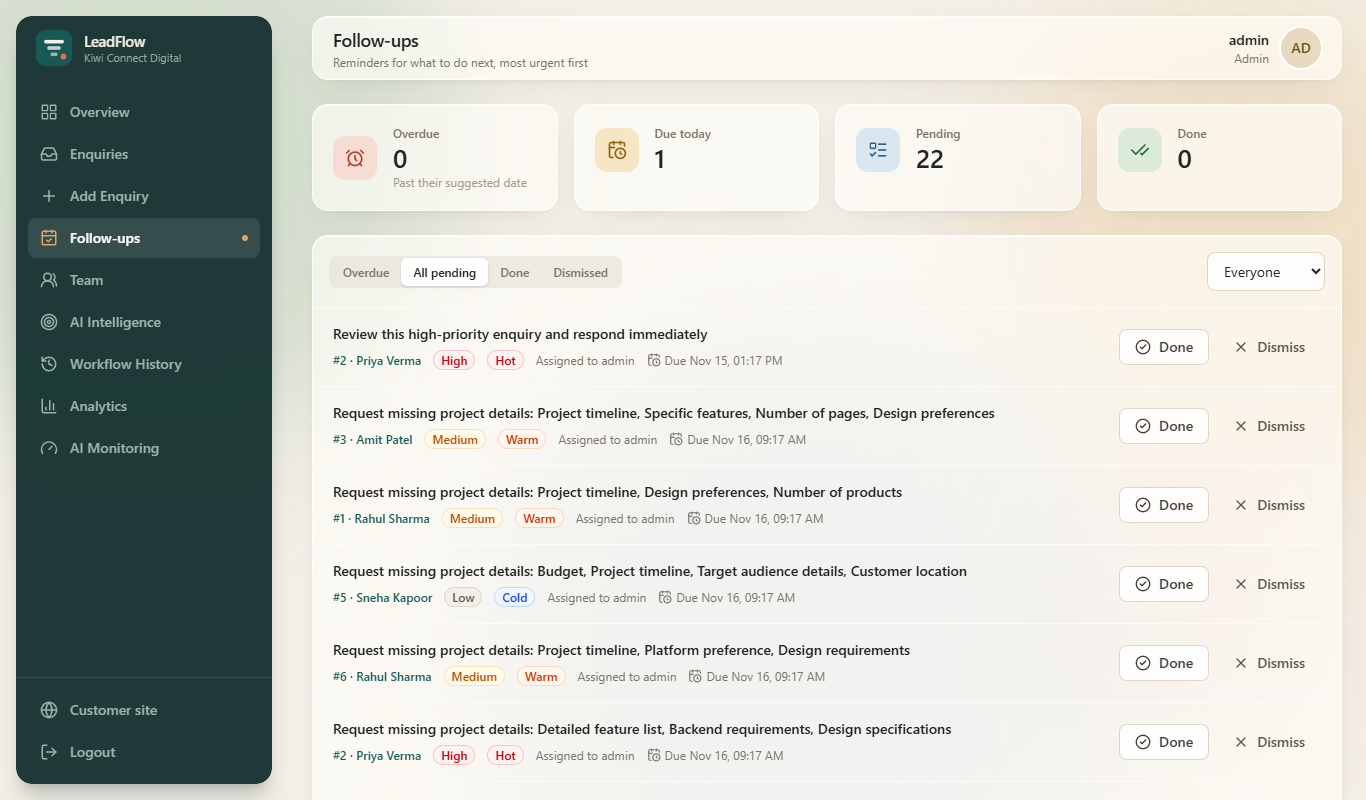 LeadFlow
Kiwi Connect Digital
Overview
Enquiries
Add Enquiry
Follow-ups
Team
AI Intelligence
Workflow History
Analytics
AI Monitoring
Customer site
Logout
Follow-ups
Reminders for what to do next, most urgent first
admin
Admin
AD
Overdue
0
Past their suggested date
Due today
1
Pending
22
Done
0
Overdue All pending Done Dismissed
Everyone
Review this high-priority enquiry and respond immediately
#2 · Priya Verma High Hot Assigned to admin Due Nov 15, 01:17 PM
Done Dismiss
Request missing project details: Project timeline, Specific features, Number of pages, Design preferences
#3 · Amit Patel Medium Warm Assigned to admin Due Nov 16, 09:17 AM
Done Dismiss
Request missing project details: Project timeline, Design preferences, Number of products
#1 · Rahul Sharma Medium Warm Assigned to admin Due Nov 16, 09:17 AM
Done Dismiss
Request missing project details: Budget, Project timeline, Target audience details, Customer location
#5 · Sneha Kapoor Low Cold Assigned to admin Due Nov 16, 09:17 AM
Done Dismiss
Request missing project details: Project timeline, Platform preference, Design requirements
#6 · Rahul Sharma Medium Warm Assigned to admin Due Nov 16, 09:17 AM
Done Dismiss
Request missing project details: Detailed feature list, Backend requirements, Design specifications
#2 · Priya Verma High Hot Assigned to admin Due Nov 16, 09:17 AM
Done Dismiss